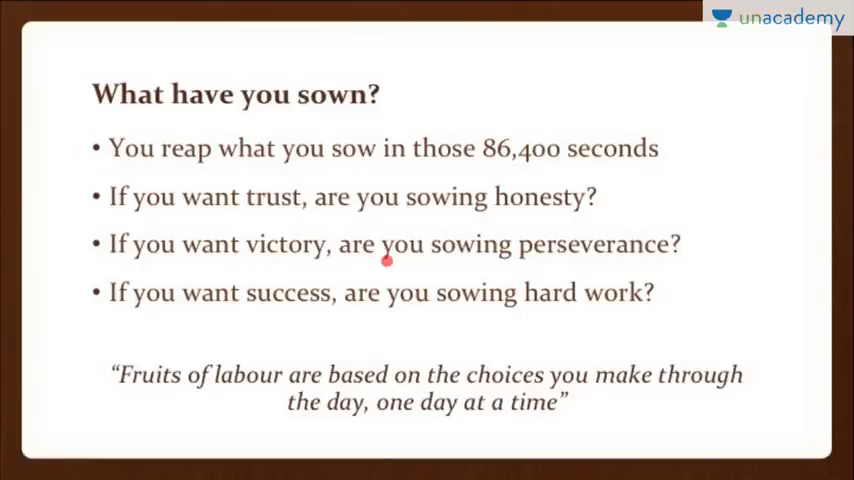 unacademy
What have you sown?
• You reap what you sow in those 86,400 seconds
• If you want trust, are you sowing honesty?
• If you want victory, are you sowing perseverance?
• If you want success, are you sowing hard work?
“Fruits of labour are based on the choices you make through
the day, one day at a time”